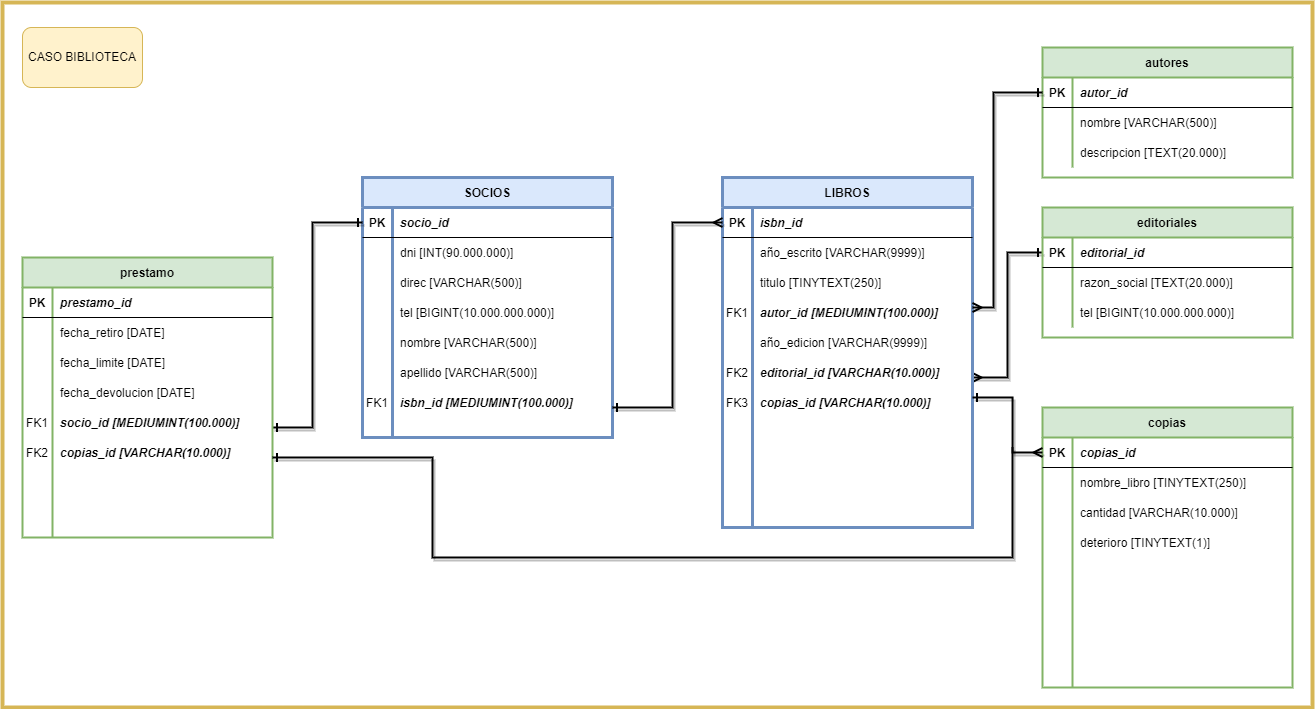 CASO BIBLIOTECA
prestamo
PK prestamo_id
fecha_retiro [DATE]
fecha_limite [DATE]
fecha_devolucion [DATE]
FK1 socio_id [MEDIUMINT(100.000)]
FK2 copias_id [VARCHAR(10.000)]
SOCIOS
PK socio_id
dni [INT(90.000.000)]
direc [VARCHAR(500)]
tel [BIGINT(10.000.000.000)]
nombre [VARCHAR(500)]
apellido [VARCHAR(500)]
FK1 isbn_id [MEDIUMINT(100.000)]
LIBROS
PK isbn_id
año_escrito [VARCHAR(9999)]
titulo [TINYTEXT(250)]
FK1 autor_id [MEDIUMINT(100.000)]
año_edicion [VARCHAR(9999)]
FK2 editorial_id [VARCHAR(10.000)]
FK3 copias_id [VARCHAR(10.000)]
autores
PK autor_id
nombre [VARCHAR(500)]
descripcion [TEXT(20.000)]
editoriales
PK editorial_id
razon_social [TEXT(20.000)]
tel [BIGINT(10.000.000.000)]
copias
PK copias_id
nombre_libro [TINYTEXT(250)]
cantidad [VARCHAR(10.000)]
deterioro [TINYTEXT(1)]